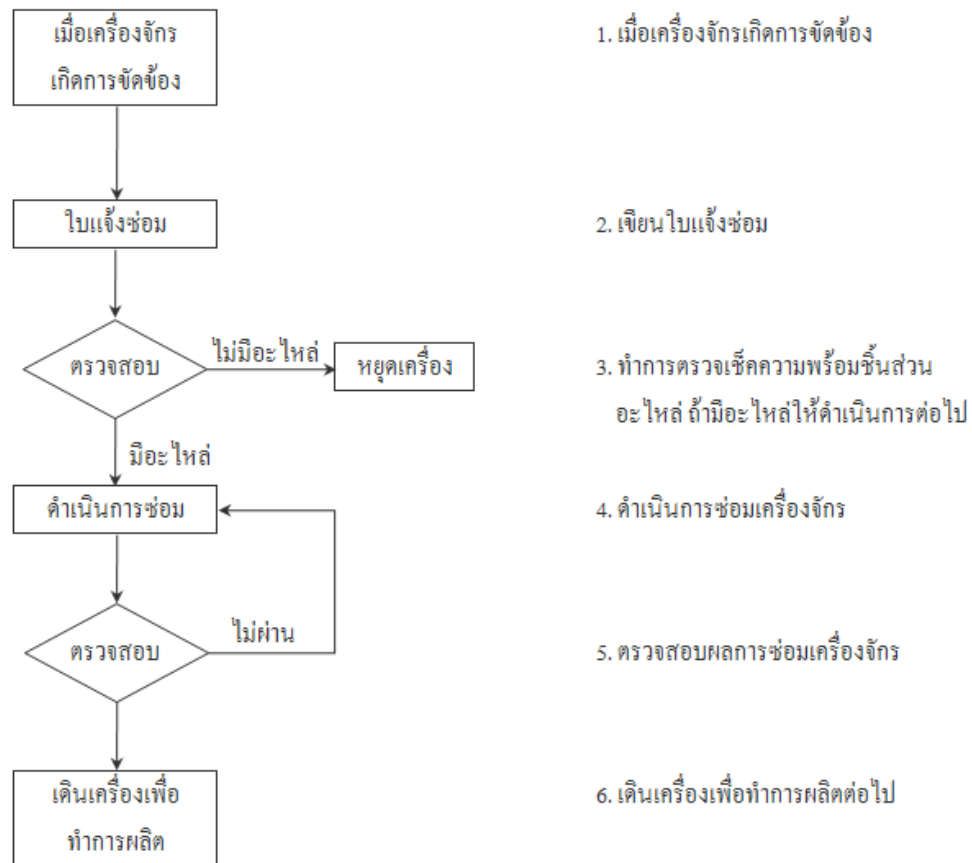 เมื่อเครื่องจักร
เกิดการขัดข้อง
1. เมื่อเครื่องจักรเกิดการขัดข้อง
ใบแจ้งซ่อม
2. เขียนใบแจ้งซ่อม
ตรวจสอบ
ไม่มีอะไหล่
หยุดเครื่อง
3. ทำการตรวจเช็คความพร้อมชิ้นส่วน
อะไหล่ ถ้ามีอะไหล่ให้ดำเนินการต่อไป
มีอะไหล่
ดำเนินการซ่อม
4. ดำเนินการซ่อมเครื่องจักร
ตรวจสอบ
ไม่ผ่าน
5. ตรวจสอบผลการซ่อมเครื่องจักร
เดินเครื่องเพื่อ
ทำการผลิต
6. เดินเครื่องเพื่อทำการผลิตต่อไป